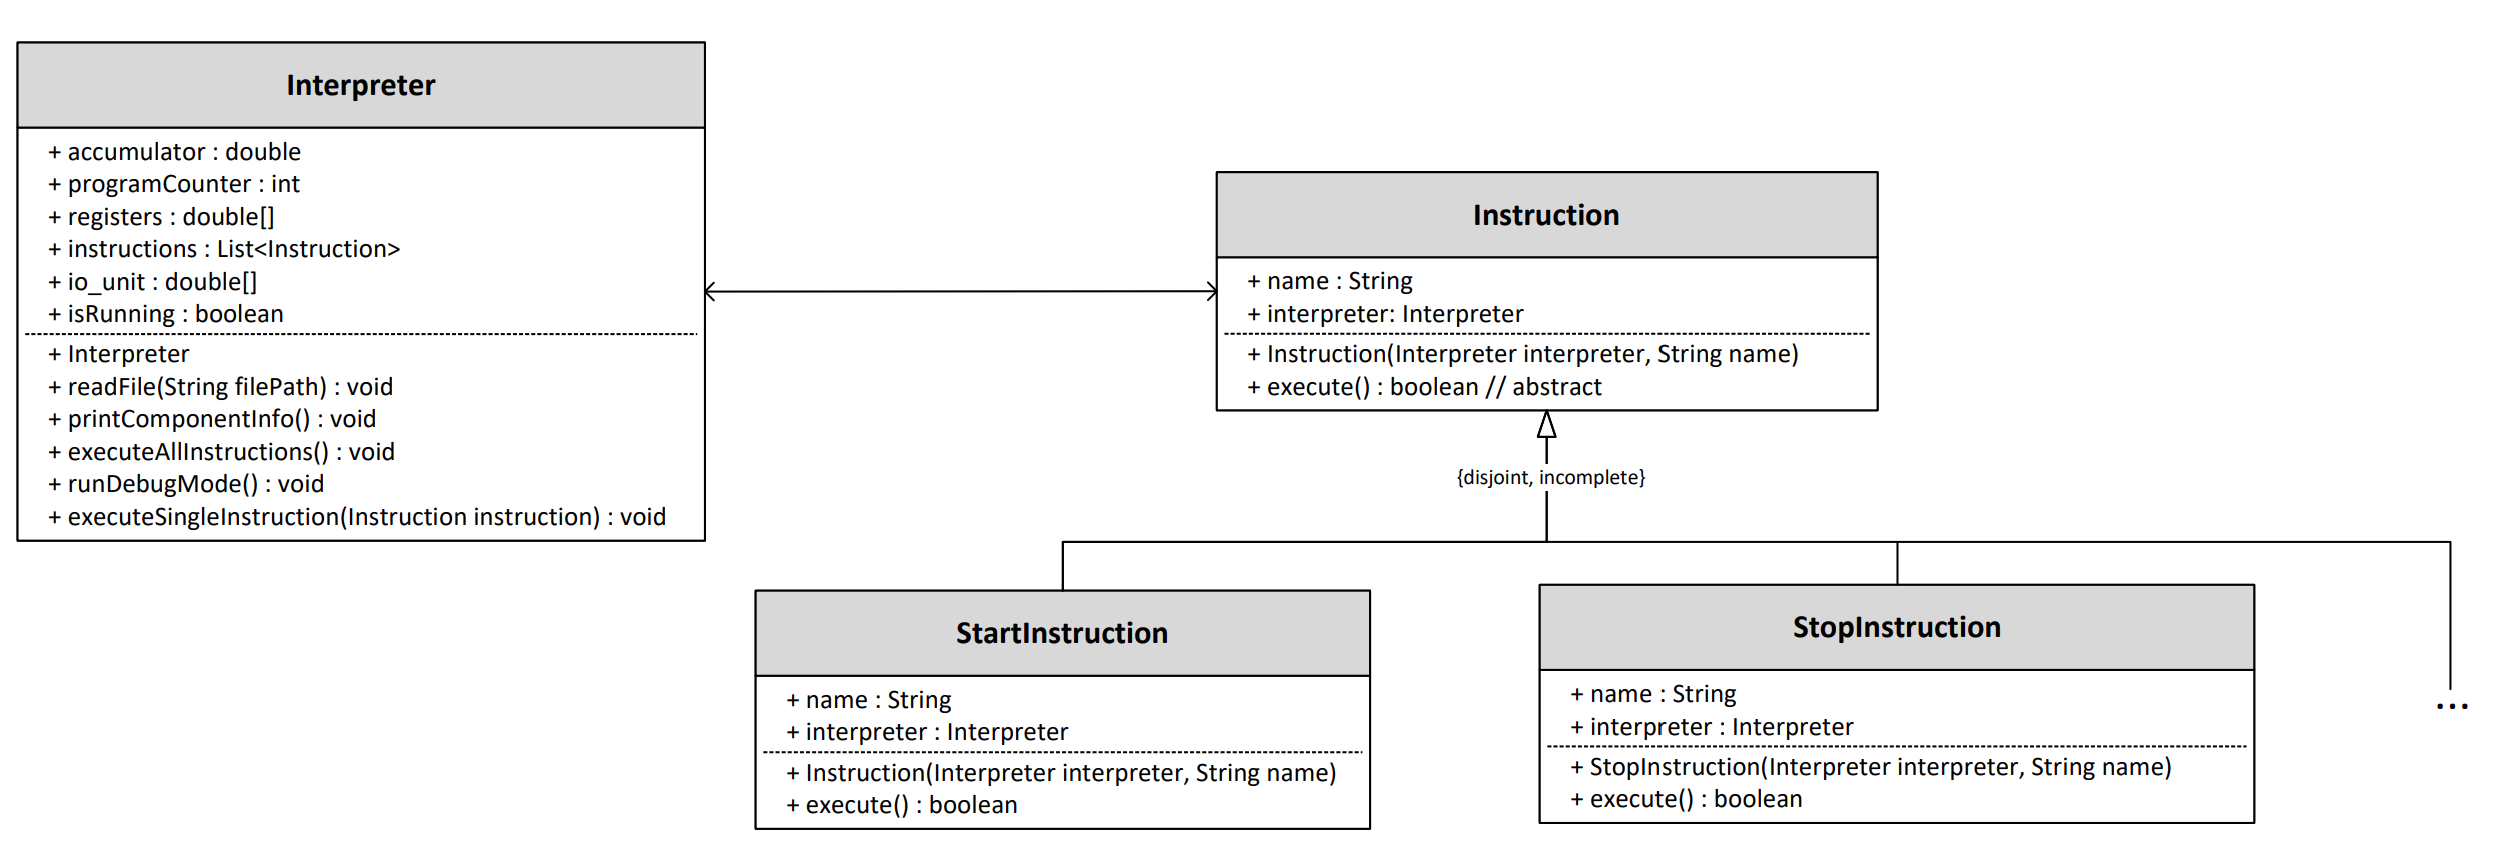 Interpreter
+ accumulator : double
+ programCounter : int
+ registers : double[]
+ instructions : List<Instruction>
+ io_unit : double[]
+ isRunning : boolean
+ Interpreter
+ readFile(String filePath) : void
+ printComponentInfo() : void
+ executeAllInstructions() : void
+ runDebugMode() : void
+ executeSingleInstruction(Instruction instruction) : void
Instruction
+ name : String
+ interpreter: Interpreter
+ Instruction(Interpreter interpreter, String name)
+ execute() : boolean // abstract
{disjoint, incomplete}
StartInstruction
+ name : String
+ interpreter : Interpreter
+ Instruction(Interpreter interpreter, String name)
+ execute() : boolean
StopInstruction
+ name : String
+ interpreter : Interpreter
+ StopInstruction(Interpreter interpreter, String name)
+ execute() : boolean
...